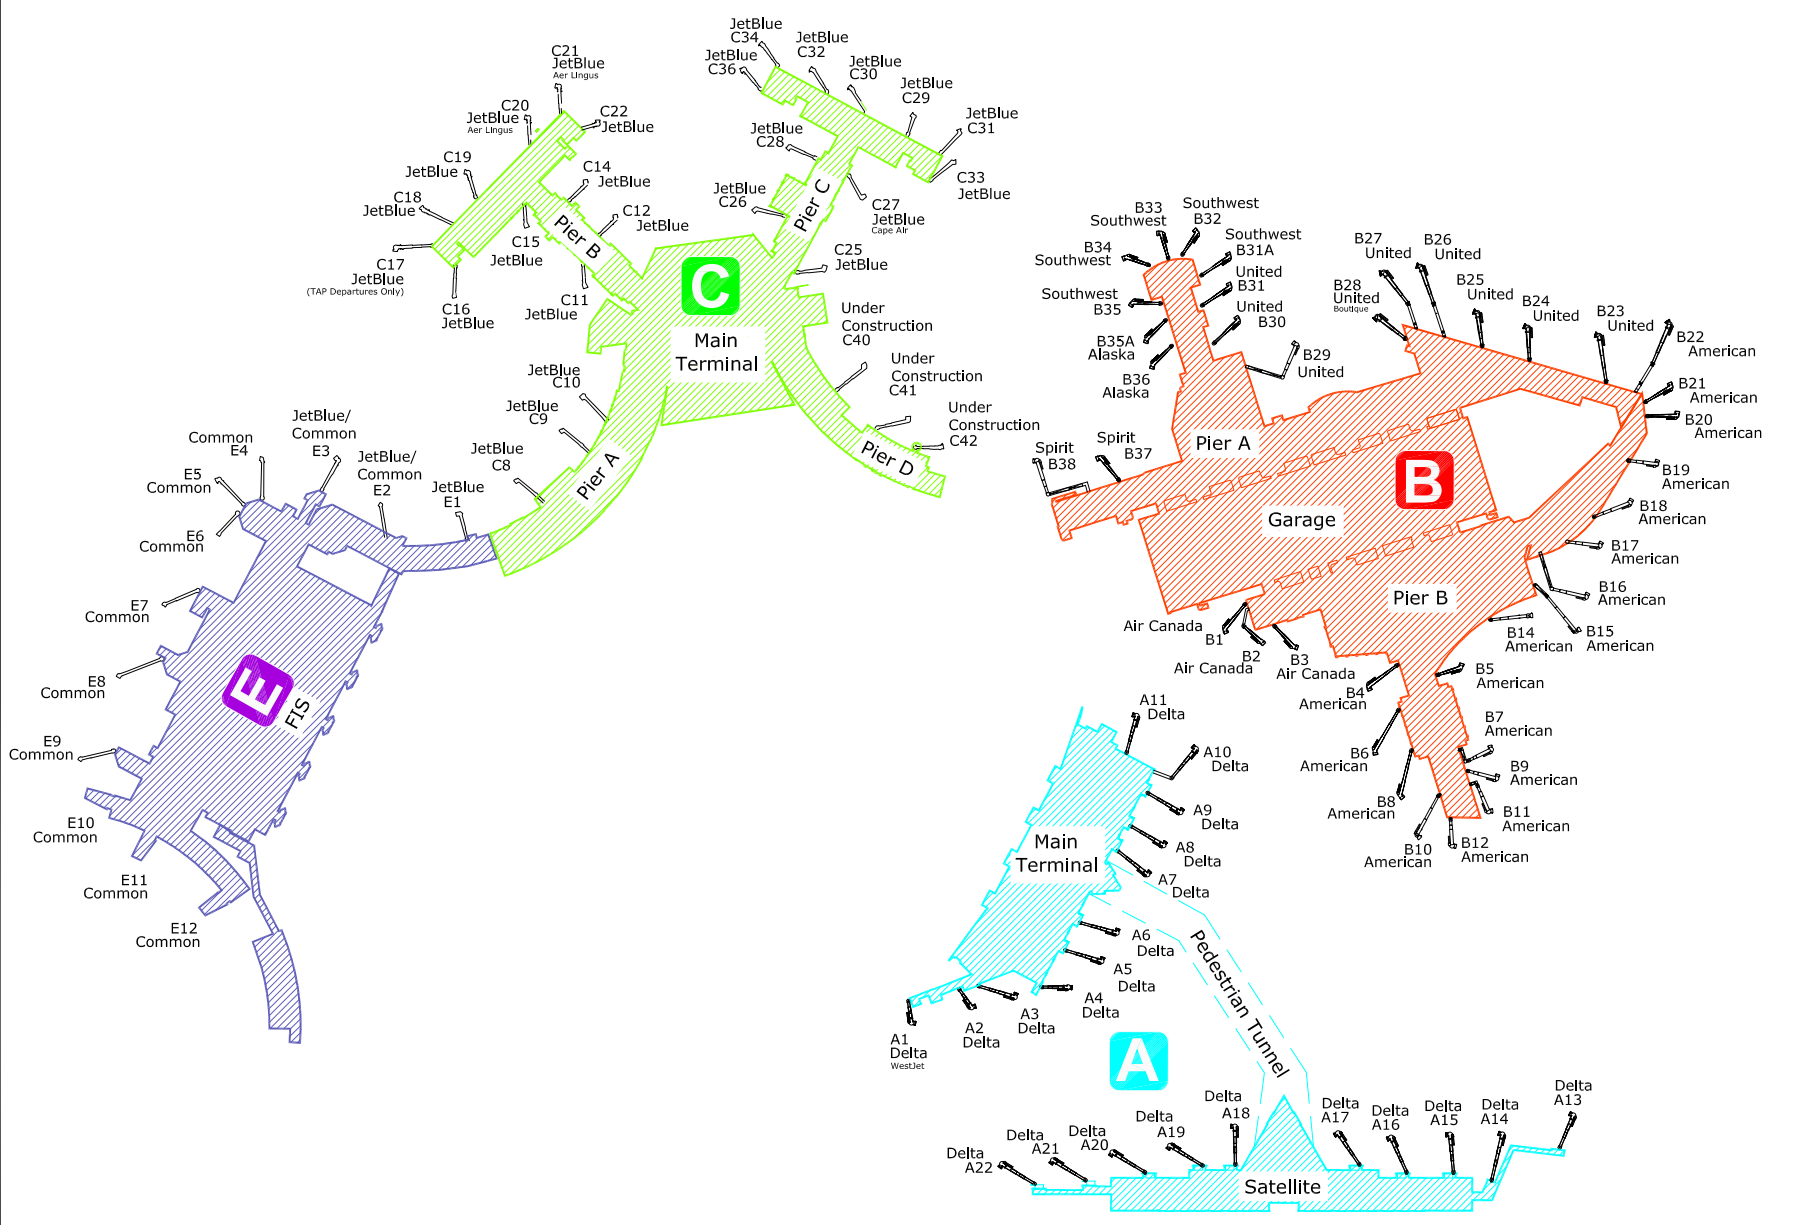 C21
JetBlue
Aer Lingus
C20
JetBlue
Aer Lingus
C22
JetBlue
C19
JetBlue
C18
JetBlue
C17
JetBlue
(TAP Departures Only)
C16
JetBlue
C15
JetBlue
C14
JetBlue
C12
JetBlue
C11
JetBlue
Pier B
JetBlue
C34
JetBlue
C32
JetBlue
C36
JetBlue
C30
JetBlue
C29
JetBlue
C31
C33
JetBlue
JetBlue
C28
JetBlue
C26
C27
JetBlue
Cape Air
C25
JetBlue
Pier C
C
Main
Terminal
Under
Construction
C40
Under
Construction
C41
Under
Construction
C42
Pier D
JetBlue
C10
JetBlue
C9
JetBlue
C8
Pier A
JetBlue/
Common
E3
JetBlue/
Common
E2
JetBlue
E1
Common
E4
E5
Common
E6
Common
E7
Common
E8
Common
E9
Common
E10
Common
E11
Common
E12
Common
E
FIS
B33
Southwest
Southwest
B32
B34
Southwest
Southwest
B31A
Southwest
B35
United
B31
United
B30
B35A
Alaska
B36
Alaska
B29
United
Spirit
B38
Spirit
B37
Pier A
B27
United
B26
United
B28
United
Boutique
B25
United
B24
United
B23
United
B22
American
B21
American
B20
American
B19
American
B18
American
B17
American
B16
American
B15
American
B14
American
B
Garage
Pier B
Air Canada
B1
B2
Air Canada
B3
Air Canada
B4
American
B5
American
B6
American
B7
American
B8
American
B9
American
B10
American
B11
American
B12
American
A11
Delta
A10
Delta
A9
Delta
A8
Delta
A7
Delta
A6
Delta
A5
Delta
A4
Delta
A3
Delta
A2
Delta
A1
Delta
WestJet
Main
Terminal
Pedestrian Tunnel
A
Delta
A22
Delta
A21
Delta
A20
Delta
A19
Delta
A18
Delta
A17
Delta
A16
Delta
A15
Delta
A14
Delta
A13
Satellite